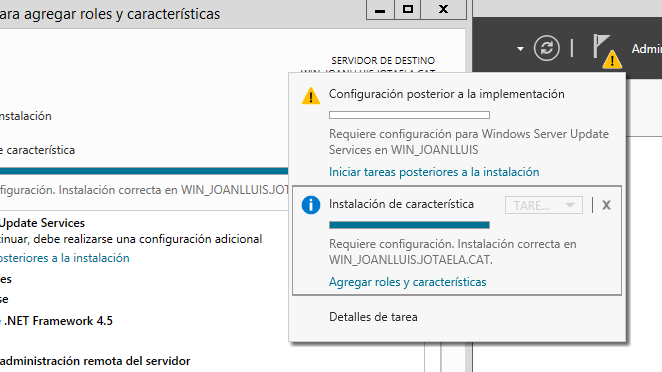 ara agregar roles y características
Admin
SERVIDOR DE DESTINO
WIN_JOANLLUIS.JOTAELA.CAT
nstalación
e característica
figuración. Instalación correcta en WIN_JOANLLUIS.JOT
Update Services
tinuar, debe realizarse una configuración adicional
osteriores a la instalación
es
se
.NET Framework 4.5
administración remota del servidor
Configuración posterior a la implementación
Requiere configuración para Windows Server Update
Services en WIN_JOANLLUIS
Iniciar tareas posteriores a la instalación
Instalación de característica
TARE...
X
Requiere configuración. Instalación correcta en
WIN_JOANLLUIS.JOTAELA.CAT.
Agregar roles y características
Detalles de tarea